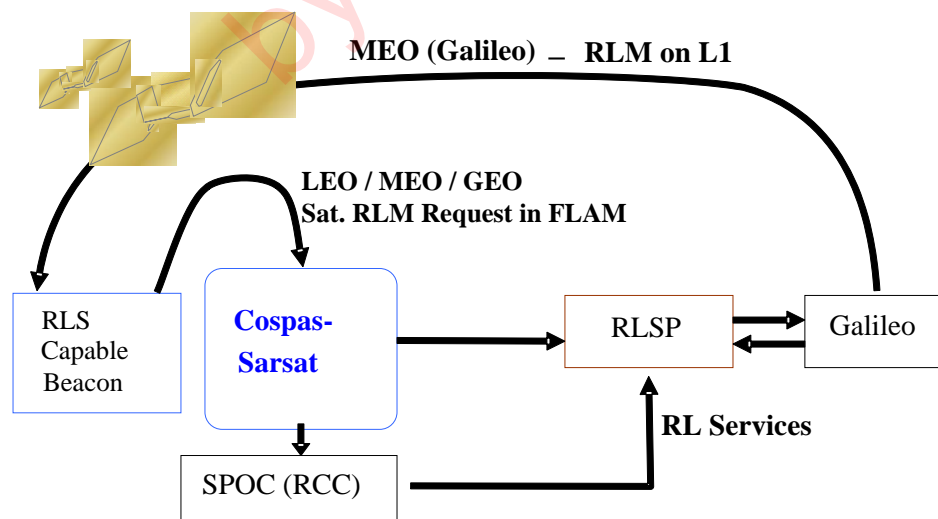 by
MEO (Galileo) – RLM on L1
LEO / MEO / GEO
Sat. RLM Request in FLAM
RLS
Capable
Beacon
Cospas-
Sarsat
RLSP
Galileo
RL Services
SPOC (RCC)